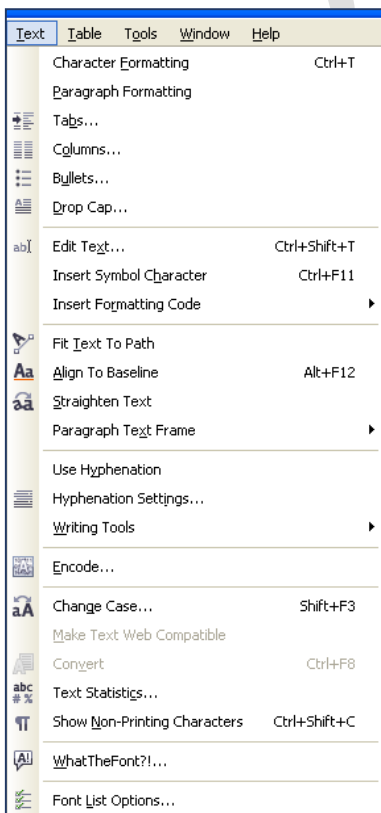 Text Table Tools Window Help
Character Formatting Ctrl+T
Paragraph Formatting
Tabs...
Columns...
Bullets...
Drop Cap...
Edit Text... Ctrl+Shift+T
Insert Symbol Character Ctrl+F11
Insert Formatting Code
Fit Text To Path
Align To Baseline Alt+F12
Straighten Text
Paragraph Text Frame
Use Hyphenation
Hyphenation Settings...
Writing Tools
Encode...
Change Case... Shift+F3
Make Text Web Compatible
Convert Ctrl+F8
Text Statistics...
Show Non-Printing Characters Ctrl+Shift+C
WhatTheFont?!...
Font List Options...